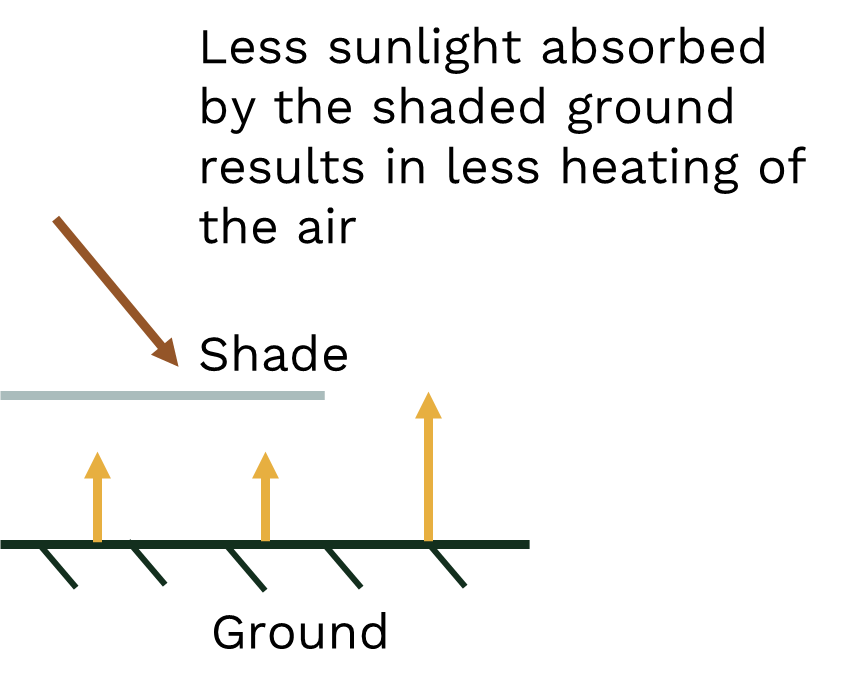 Less sunlight absorbed
by the shaded ground
results in less heating of
the air
Shade
Ground